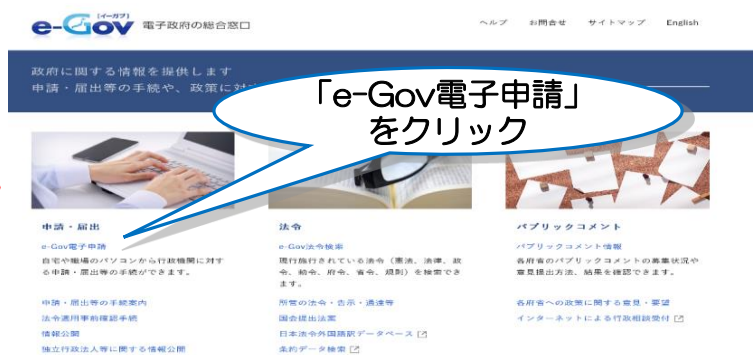 [イーガブ]
e-Gov 電子政府の総合窓口
ヘルプ お問合せ サイトマップ English
政府に関する情報を提供します
申請・届出等の手続や、政策に対
「e-Gov電子申請」
をクリック
申請・届出
e-Gov電子申請
自宅や職場のパソコンから行政機関に対す
る申請・届出等の手続ができます。
申請・届出等の手続案内
法令適用事前確認手続
情報公開
独立行政法人等に関する情報公開
法令
e-Gov法令検索
現行施行されている法令（憲法、法律、政
令、勅令、府令、省令、規則）を検索でき
ます。
所管の法令・告示・通達等
国会提出法案
日本法令外国語訳データベース
条約データ検索
パブリックコメント
パブリックコメント情報
各府省のパブリックコメントの募集状況や
意見提出方法、結果を確認できます。
各府省への政策に関する意見・要望
インターネットによる行政相談受付